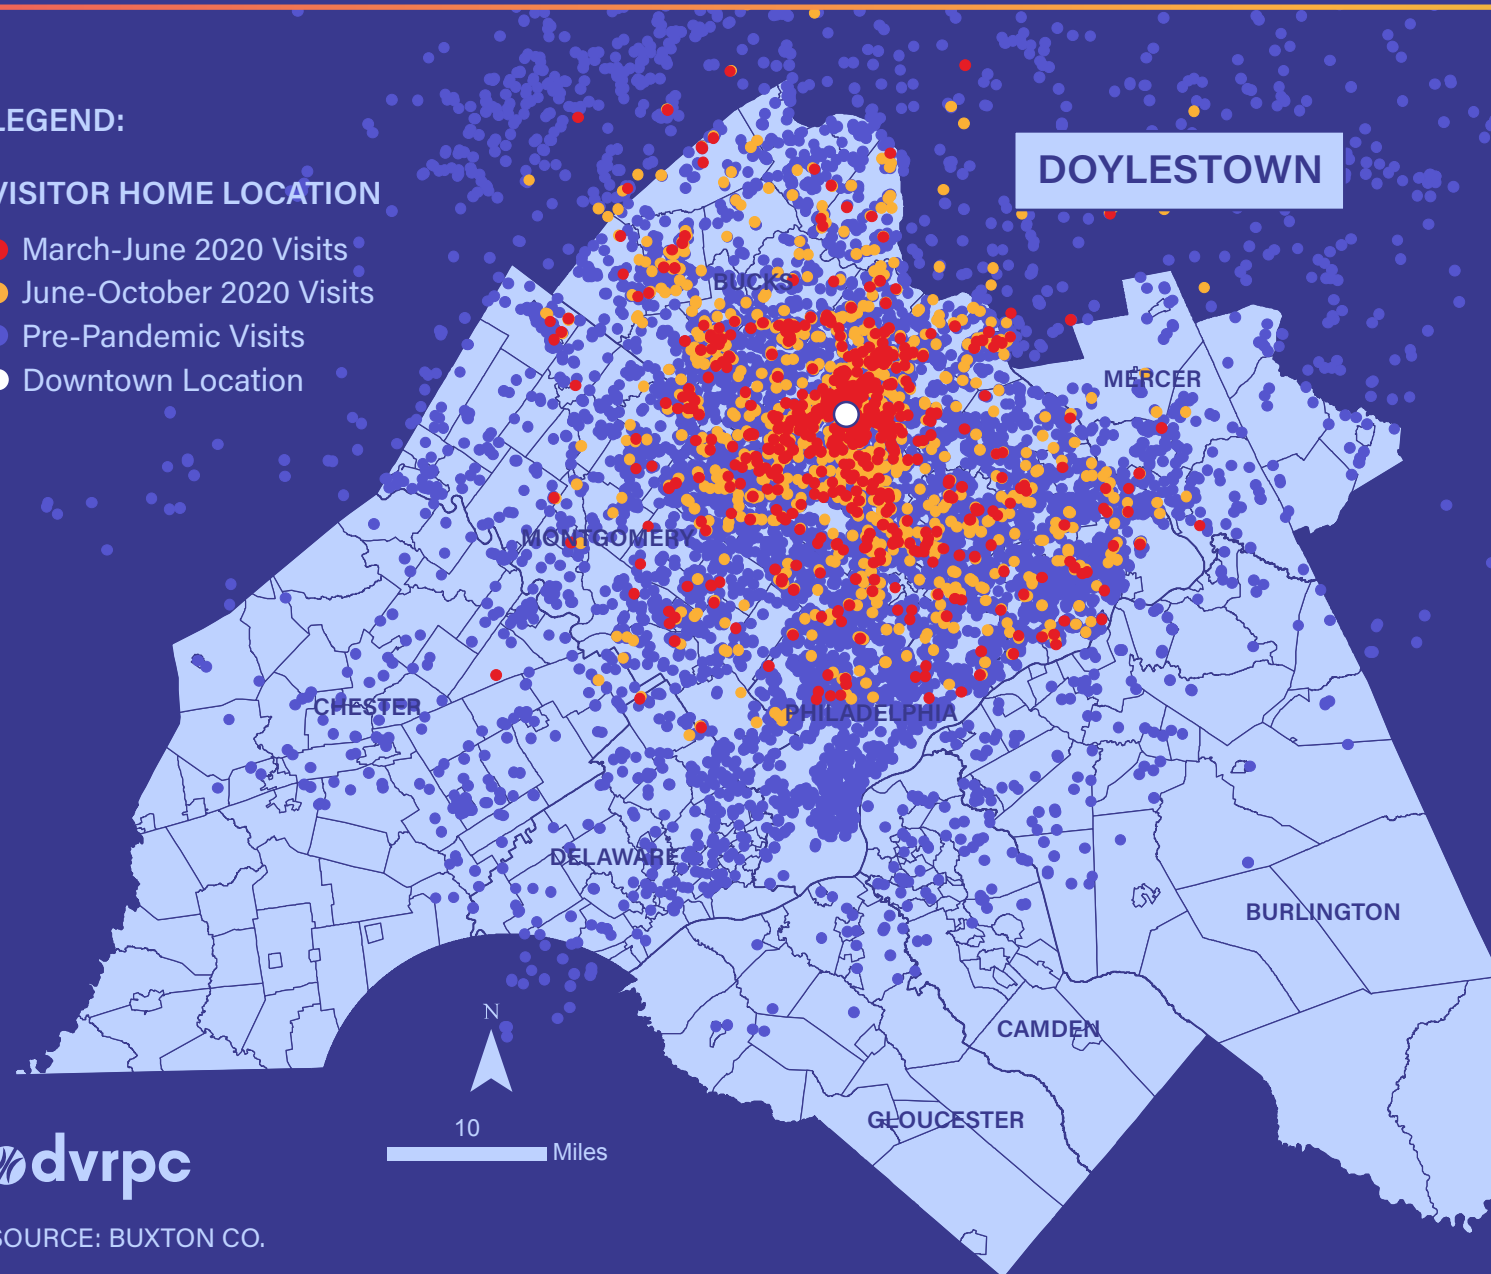 LEGEND:
VISITOR HOME LOCATION
March-June 2020 Visits
June-October 2020 Visits
Pre-Pandemic Visits
Downtown Location
DOYLESTOWN
BUCKS
MERCER
MONTGOMERY
CHESTER
PHILADELPHIA
DELAWARE
BURLINGTON
CAMDEN
GLOUCESTER
N
10
Miles
dvrpc
SOURCE: BUXTON CO.